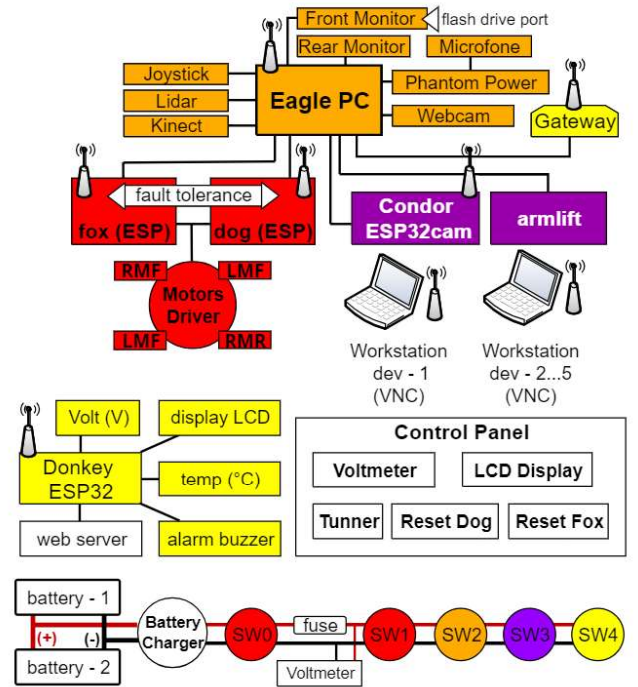 Front Monitor
flash drive port
Rear Monitor
Microfone
Joystick
Lidar
Kinect
Eagle PC
Phantom Power
Webcam
Gateway
fault tolerance
fox (ESP)
dog (ESP)
Condor
ESP32cam
armlift
RMF
LMF
Motors
Driver
LMF
RMR
Workstation
dev - 1
(VNC)
Workstation
dev - 2...5
(VNC)
Volt (V)
display LCD
Donkey
ESP32
temp (°C)
web server
alarm buzzer
Control Panel
Voltmeter
LCD Display
Tunner
Reset Dog
Reset Fox
battery - 1
(+)
(-)
battery - 2
Battery
Charger
SW0
fuse
Voltmeter
SW1
SW2
SW3
SW4